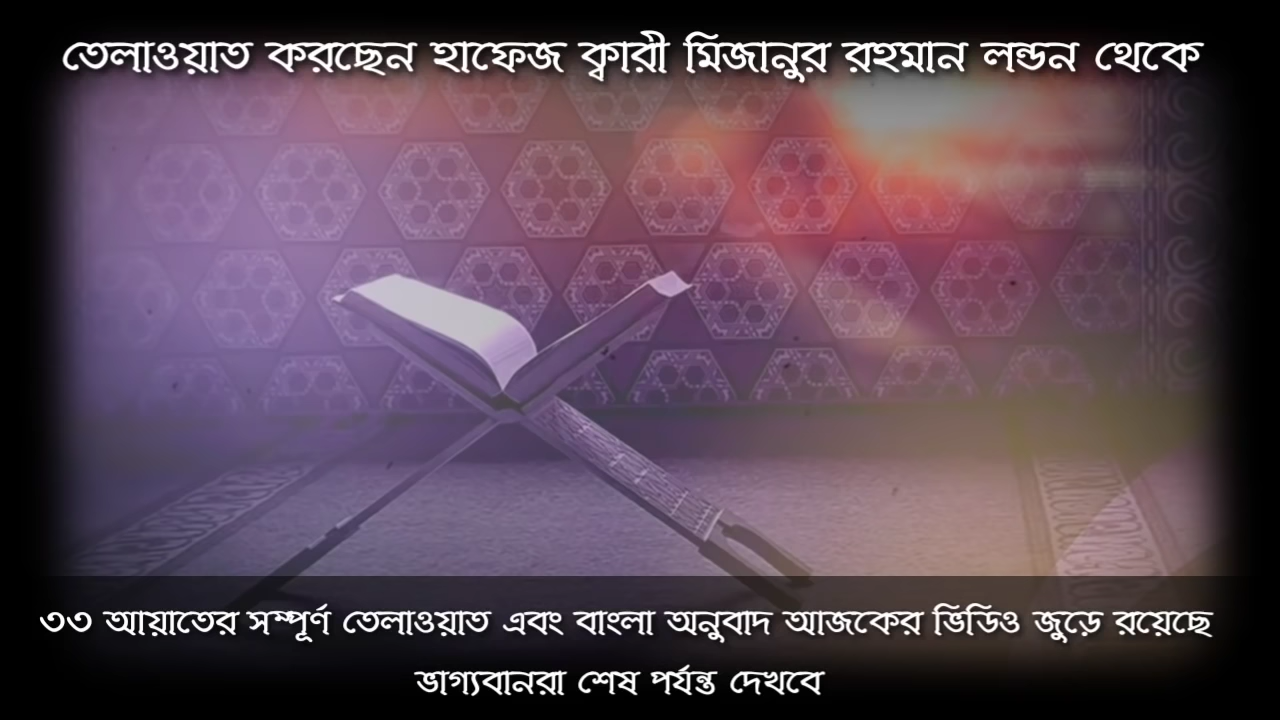 তেলাওয়াত করছেন হাফেজ ক্বারী মিজানুর রহমান লন্ডন থেকে
৩৩ আয়াতের সম্পূর্ণ তেলাওয়াত এবং বাংলা অনুবাদ আজকের ভিডিও জুড়ে রয়েছে
ভাগ্যবানরা শেষ পর্যন্ত দেখবে